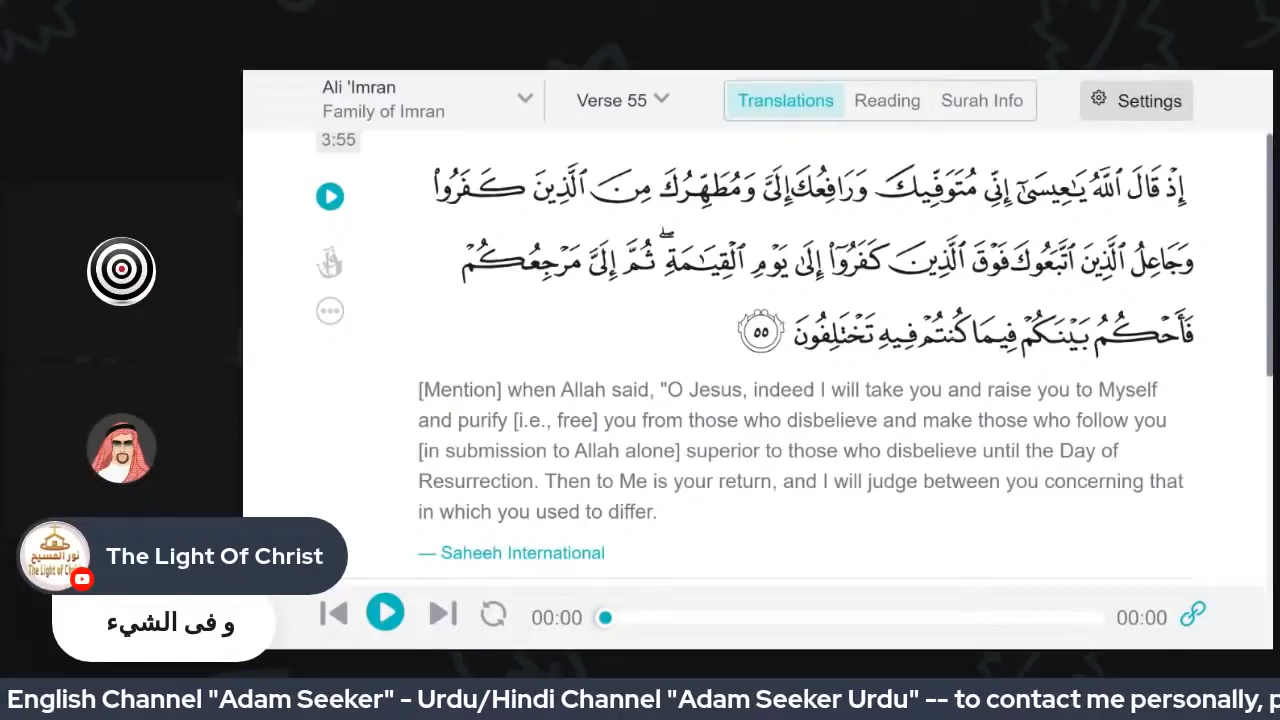 Ali 'Imran
Family of Imran
Verse 55
Translations Reading Surah Info
Settings
3:55
إِذْ قَالَ ٱللَّهُ يَـٰعِيسَىٰٓ إِنِّى مُتَوَفِّيكَ وَرَافِعُكَ إِلَىَّ وَمُطَهِّرُكَ مِنَ ٱلَّذِينَ كَفَرُوا۟
وَجَاعِلُ ٱلَّذِينَ ٱتَّبَعُوكَ فَوْقَ ٱلَّذِينَ كَفَرُوٓا۟ إِلَىٰ يَوْمِ ٱلْقِيَـٰمَةِ ۖ ثُمَّ إِلَىَّ مَرْجِعُكُمْ
فَأَحْكُمُ بَيْنَكُمْ فِيمَا كُنتُمْ فِيهِ تَخْتَلِفُونَ ٥٥
[Mention] when Allah said, "O Jesus, indeed I will take you and raise you to Myself
and purify [i.e., free] you from those who disbelieve and make those who follow you
[in submission to Allah alone] superior to those who disbelieve until the Day of
Resurrection. Then to Me is your return, and I will judge between you concerning that
in which you used to differ.
— Saheeh International
نور المسيح
The Light Of Christ
و فى الشيء
00:00 00:00
English Channel "Adam Seeker" - Urdu/Hindi Channel "Adam Seeker Urdu" -- to contact me personally, p